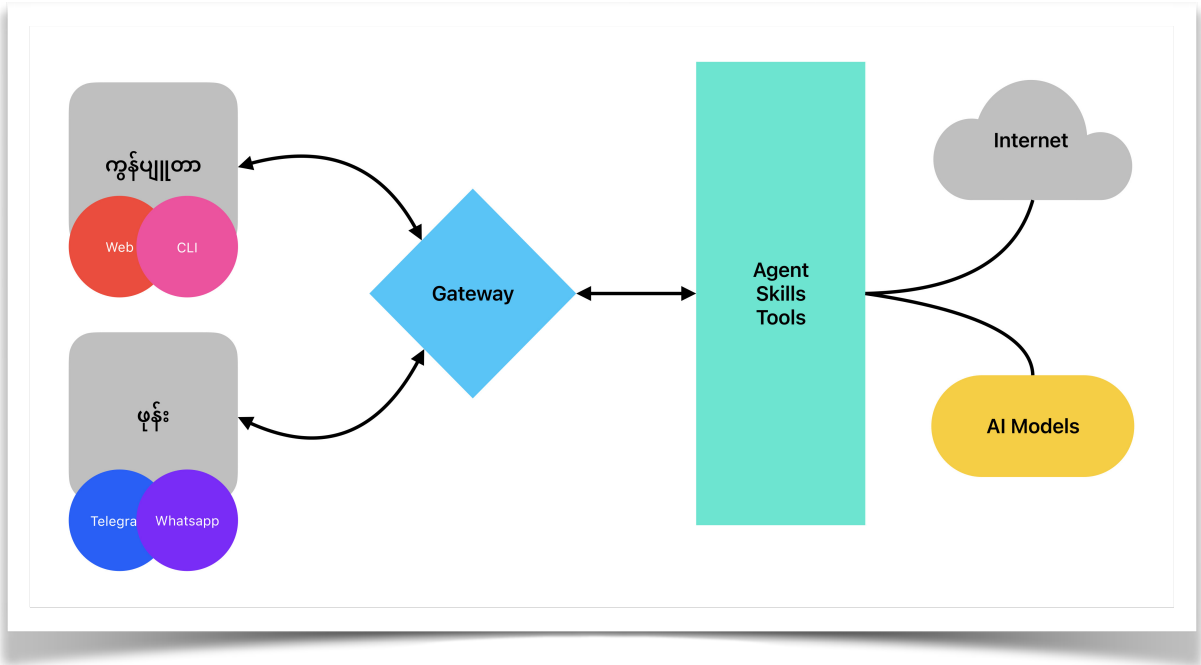 ကွန်ပျူတာ
Web
CLI
ဖုန်း
Telegra
Whatsapp
Gateway
Agent
Skills
Tools
Internet
AI Models